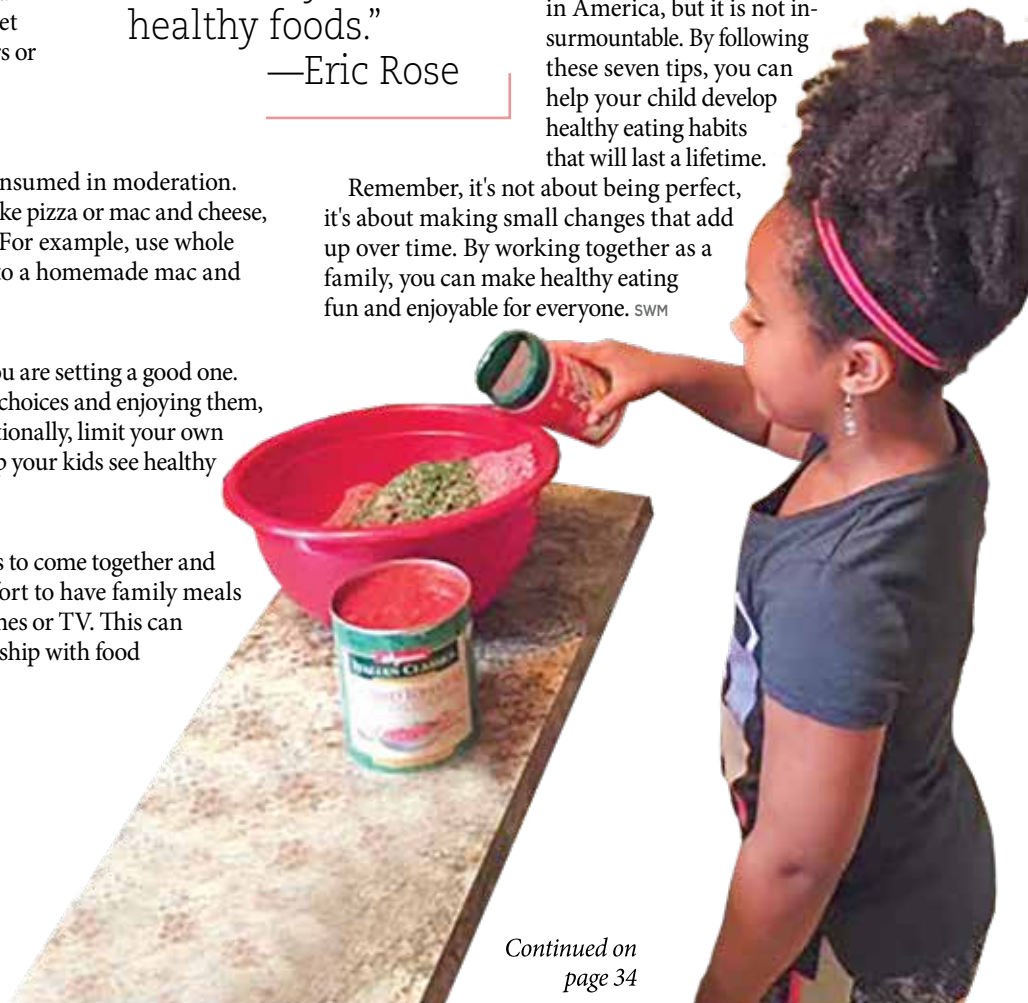 et
s or
healthy foods.”
—Eric Rose
nsumed in moderation.
ke pizza or mac and cheese,
For example, use whole
to a homemade mac and
ou are setting a good one.
choices and enjoying them,
tionally, limit your own
p your kids see healthy
s to come together and
fort to have family meals
nes or TV. This can
ship with food
in America, but it is not in-
surmountable. By following
these seven tips, you can
help your child develop
healthy eating habits
that will last a lifetime.
Remember, it's not about being perfect,
it's about making small changes that add
up over time. By working together as a
family, you can make healthy eating
fun and enjoyable for everyone. SWM
ITALIAN CLASSICS
Continued on
page 34